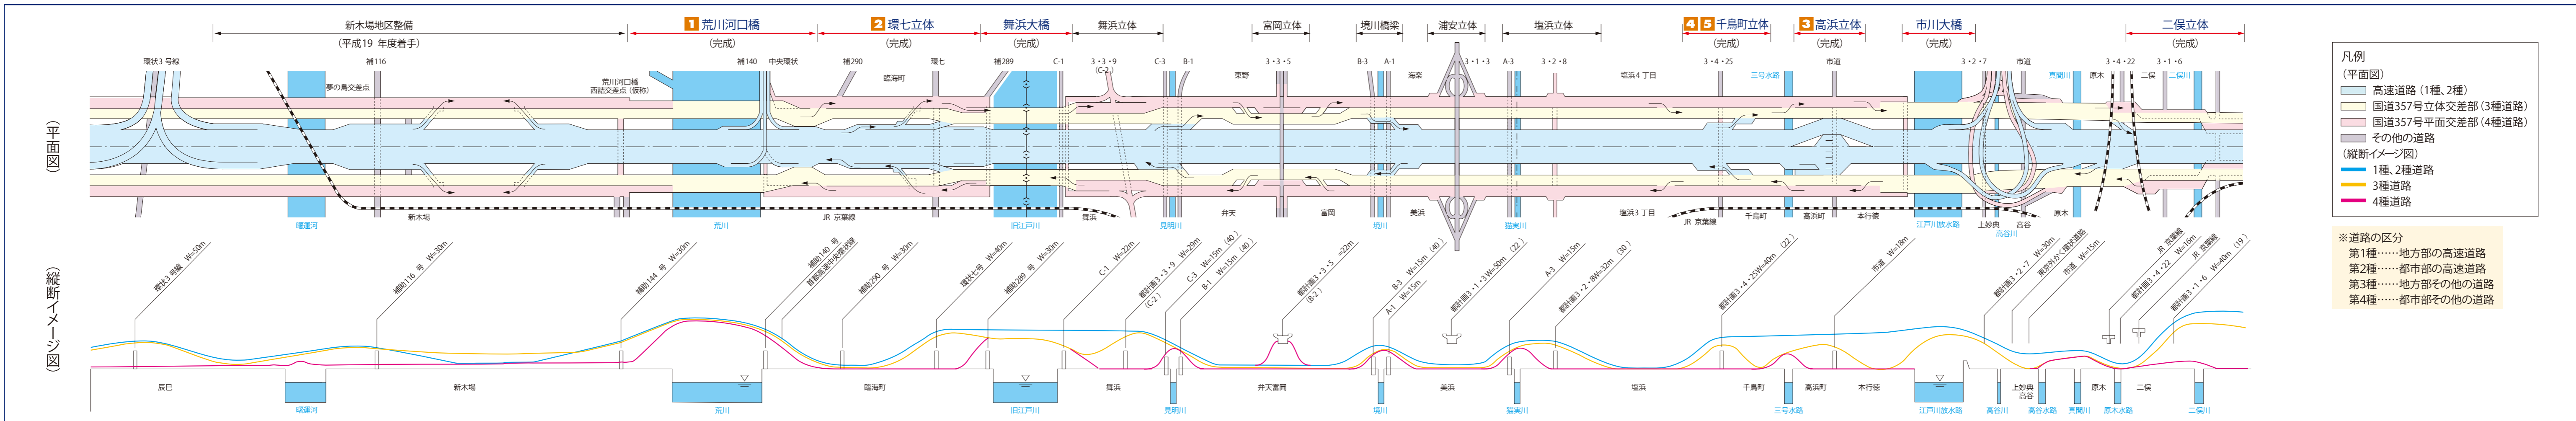 新木場地区整備
(平成19 年度着手)
1 荒川河口橋
(完成)
2 環七立体
(完成)
舞浜大橋
(完成)
舞浜立体
富岡立体
境川橋梁
浦安立体
塩浜立体
4 5 千鳥町立体
(完成)
3 高浜立体
(完成)
市川大橋
(完成)
二俣立体
(完成)
(平面図)
環状3 号線
補116
夢の島交差点
荒川河口橋
西詰交差点 (仮称)
補140
中央環状
補290
臨海町
環七
補289
C-1
3・3・9
(C-2 )
C-3
B-1
東野
3・3・5
B-3
A-1
海楽
3・1・3
A-3
3・2・8
塩浜4 丁目
3・4・25
三号水路
市道
3・2・7
市道
真間川
原木
3・4・22
二俣
3・1・6
二俣川
曙運河
新木場
荒川
JR 京葉線
旧江戸川
舞浜
見明川
弁天
富岡
境川
美浜
猫実川
塩浜3 丁目
JR 京葉線
千鳥町
高浜町
本行徳
江戸川放水路
上妙典
高谷川
高谷
原木
(縦断イメージ図)
環状3 号線 W=50m
補助116 号 W=30m
補助144 号 W=30m
補助140 号
首都高速中央環状線
補助290 号 W=30m
環状七号 W=40m
補助289 号 W=30m
C-1 W=22m
都計画3・3・9 W=29m
(C-2 )
C-3 W=15m (40 )
B-1 W=15m (40 )
都計画3・3・5 =22m
(B-2 )
B-3 W=15m (40 )
A-1 W=15m
都計画3・1・3 W=50m (22 )
A-3 W=15m
都計画3・2・8W=32m (30 )
都計画3・4・25W=40m (22 )
市道 W=18m
都計画3・2・7 W=30m
東京外かく環状道路
市道 W=15m
JR 京葉線
都計画3・4・22 W=16m
JR 京葉線
都計画3・1・6 W=40m (19 )
辰巳
曙運河
新木場
荒川
臨海町
旧江戸川
舞浜
見明川
弁天富岡
境川
美浜
猫実川
塩浜
千鳥町
三号水路
高浜町
本行徳
江戸川放水路
高谷川
上妙典
高谷
高谷水路
真間川
原木
原木水路
二俣
二俣川
凡例
(平面図)
高速道路 (1種、2種)
国道357号立体交差部 (3種道路)
国道357号平面交差部 (4種道路)
その他の道路
(縦断イメージ図)
1種、2種道路
3種道路
4種道路
※道路の区分
第1種……地方部の高速道路
第2種……都市部の高速道路
第3種……地方部その他の道路
第4種……都市部その他の道路